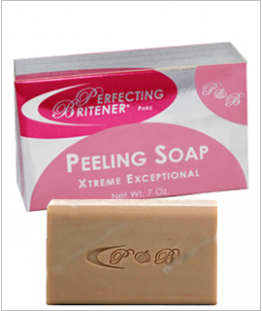 PERFECTING
BRITENER® PARIS
P&B
PEELING SOAP
XTREME EXCEPTIONAL
Net Wt. 7 Oz.
P&B